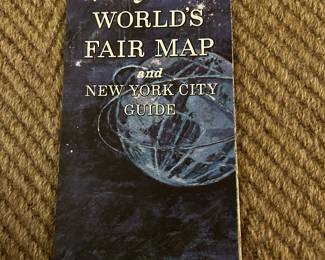 WORLD'S
FAIR MAP
and
NEW YORK CITY
GUIDE